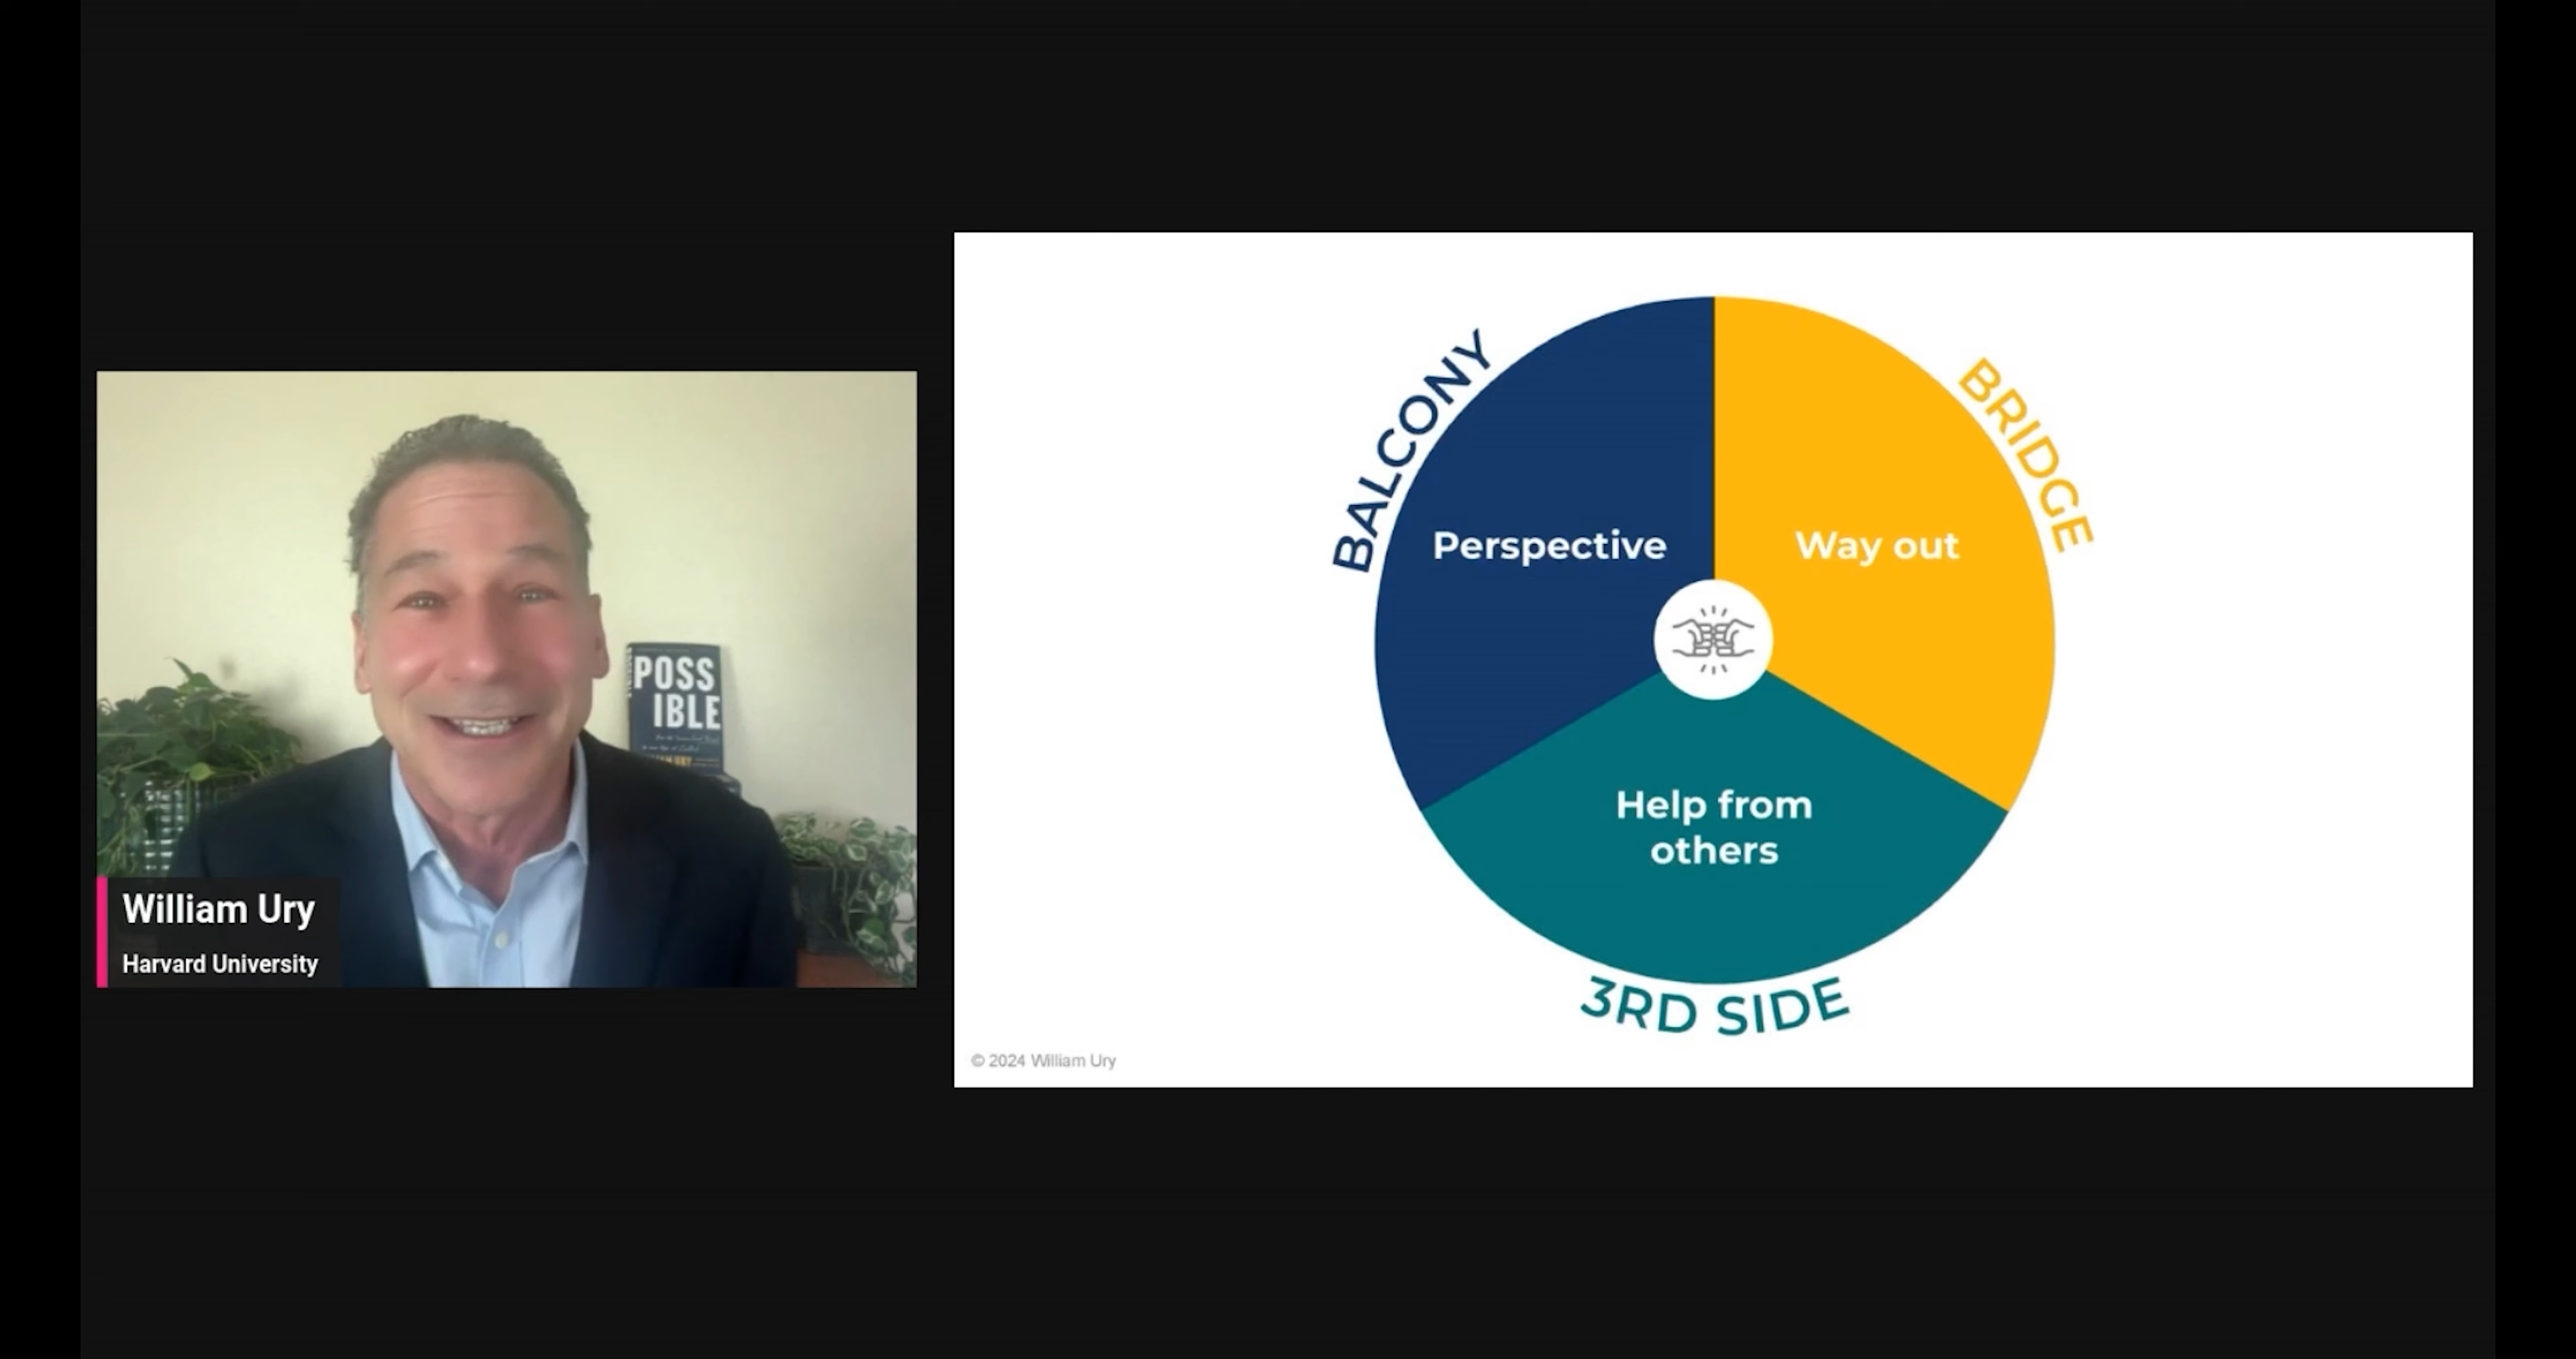 POSS
IBLE
William Ury
Harvard University
BALCONY
BRIDGE
Perspective
Way out
Help from
others
3RD SIDE
© 2024 William Ury